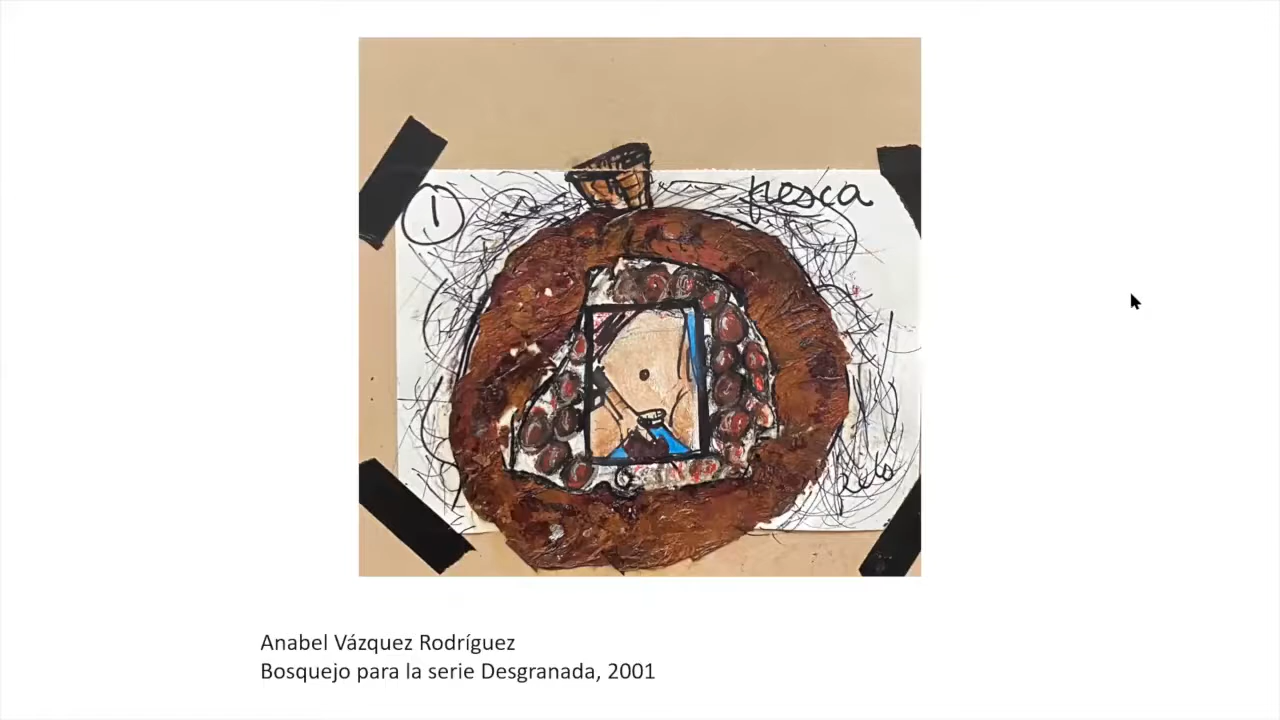 1
pesca
Anabel Vázquez Rodríguez
Bosquejo para la serie Desgranada, 2001